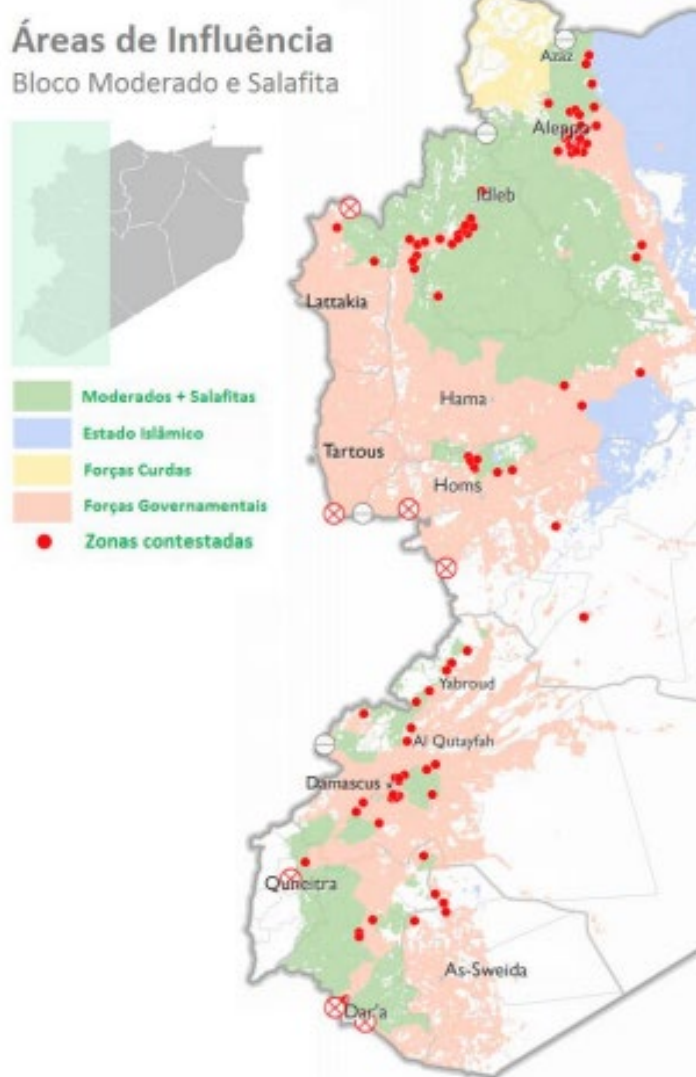 Áreas de Influência
Bloco Moderado e Salafita
Moderados + Salafitas
Estado Islâmico
Forças Curdas
Forças Governamentais
Zonas contestadas
Azaz
Aleppo
Idleb
Lattakia
Hama
Tartous
Homs
Yabroud
Al Qutayfah
Damascus
Quneitra
As-Sweida
Dar'a